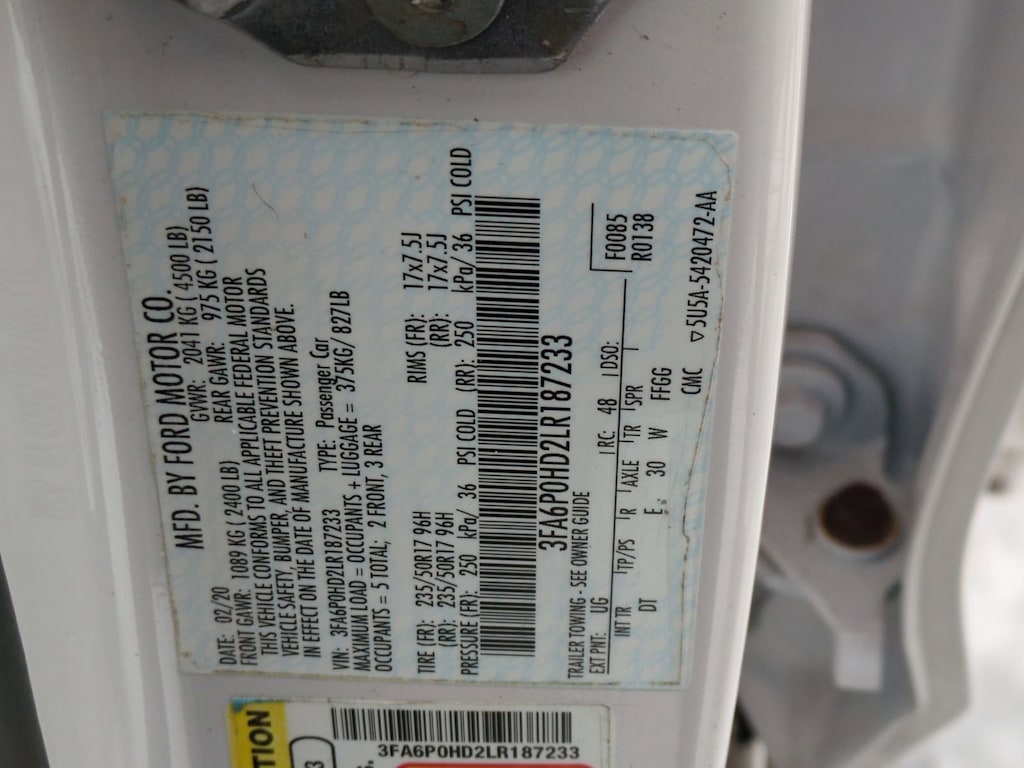 MFD. BY FORD MOTOR CO.
DATE: 02/20 GVWR: 2041 KG ( 4500 LB)
FRONT GAWR: 1089 KG ( 2400 LB) REAR GAWR: 975 KG ( 2150 LB)
THIS VEHICLE CONFORMS TO ALL APPLICABLE FEDERAL MOTOR
VEHICLE SAFETY, BUMPER, AND THEFT PREVENTION STANDARDS
IN EFFECT ON THE DATE OF MANUFACTURE SHOWN ABOVE.
VIN: 3FA6P0HD2LR187233 TYPE: Passenger Car
MAXIMUM LOAD = OCCUPANTS + LUGGAGE = 375KG/ 827LB
OCCUPANTS = 5 TOTAL; 2 FRONT, 3 REAR
TIRE (FR): 235/50R17 96H RIMS (FR): 17x7.5J
(RR): 235/50R17 96H (RR): 17x7.5J
PRESSURE (FR): 250 kPa/ 36 PSI COLD (RR): 250 kPa/ 36 PSI COLD
3FA6P0HD2LR187233
TRAILER TOWING - SEE OWNER GUIDE
EXT PNT: UG RC: 48 DSO: F0085
INT TR TP/PS R AXLE TR SPR R0138
DT E 30 W FFGG
CMC ▽5U5A-5420472-AA
TION
3
3FA6P0HD2LR187233